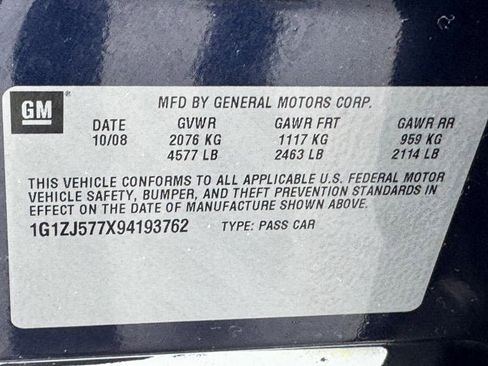 GM
MFD BY GENERAL MOTORS CORP.
DATE GVWR GAWR FRT GAWR RR
10/08 2076 KG 1117 KG 959 KG
4577 LB 2463 LB 2114 LB
THIS VEHICLE CONFORMS TO ALL APPLICABLE U.S. FEDERAL MOTOR
VEHICLE SAFETY, BUMPER, AND THEFT PREVENTION STANDARDS IN
EFFECT ON THE DATE OF MANUFACTURE SHOWN ABOVE.
1G1ZJ577X94193762 TYPE: PASS CAR